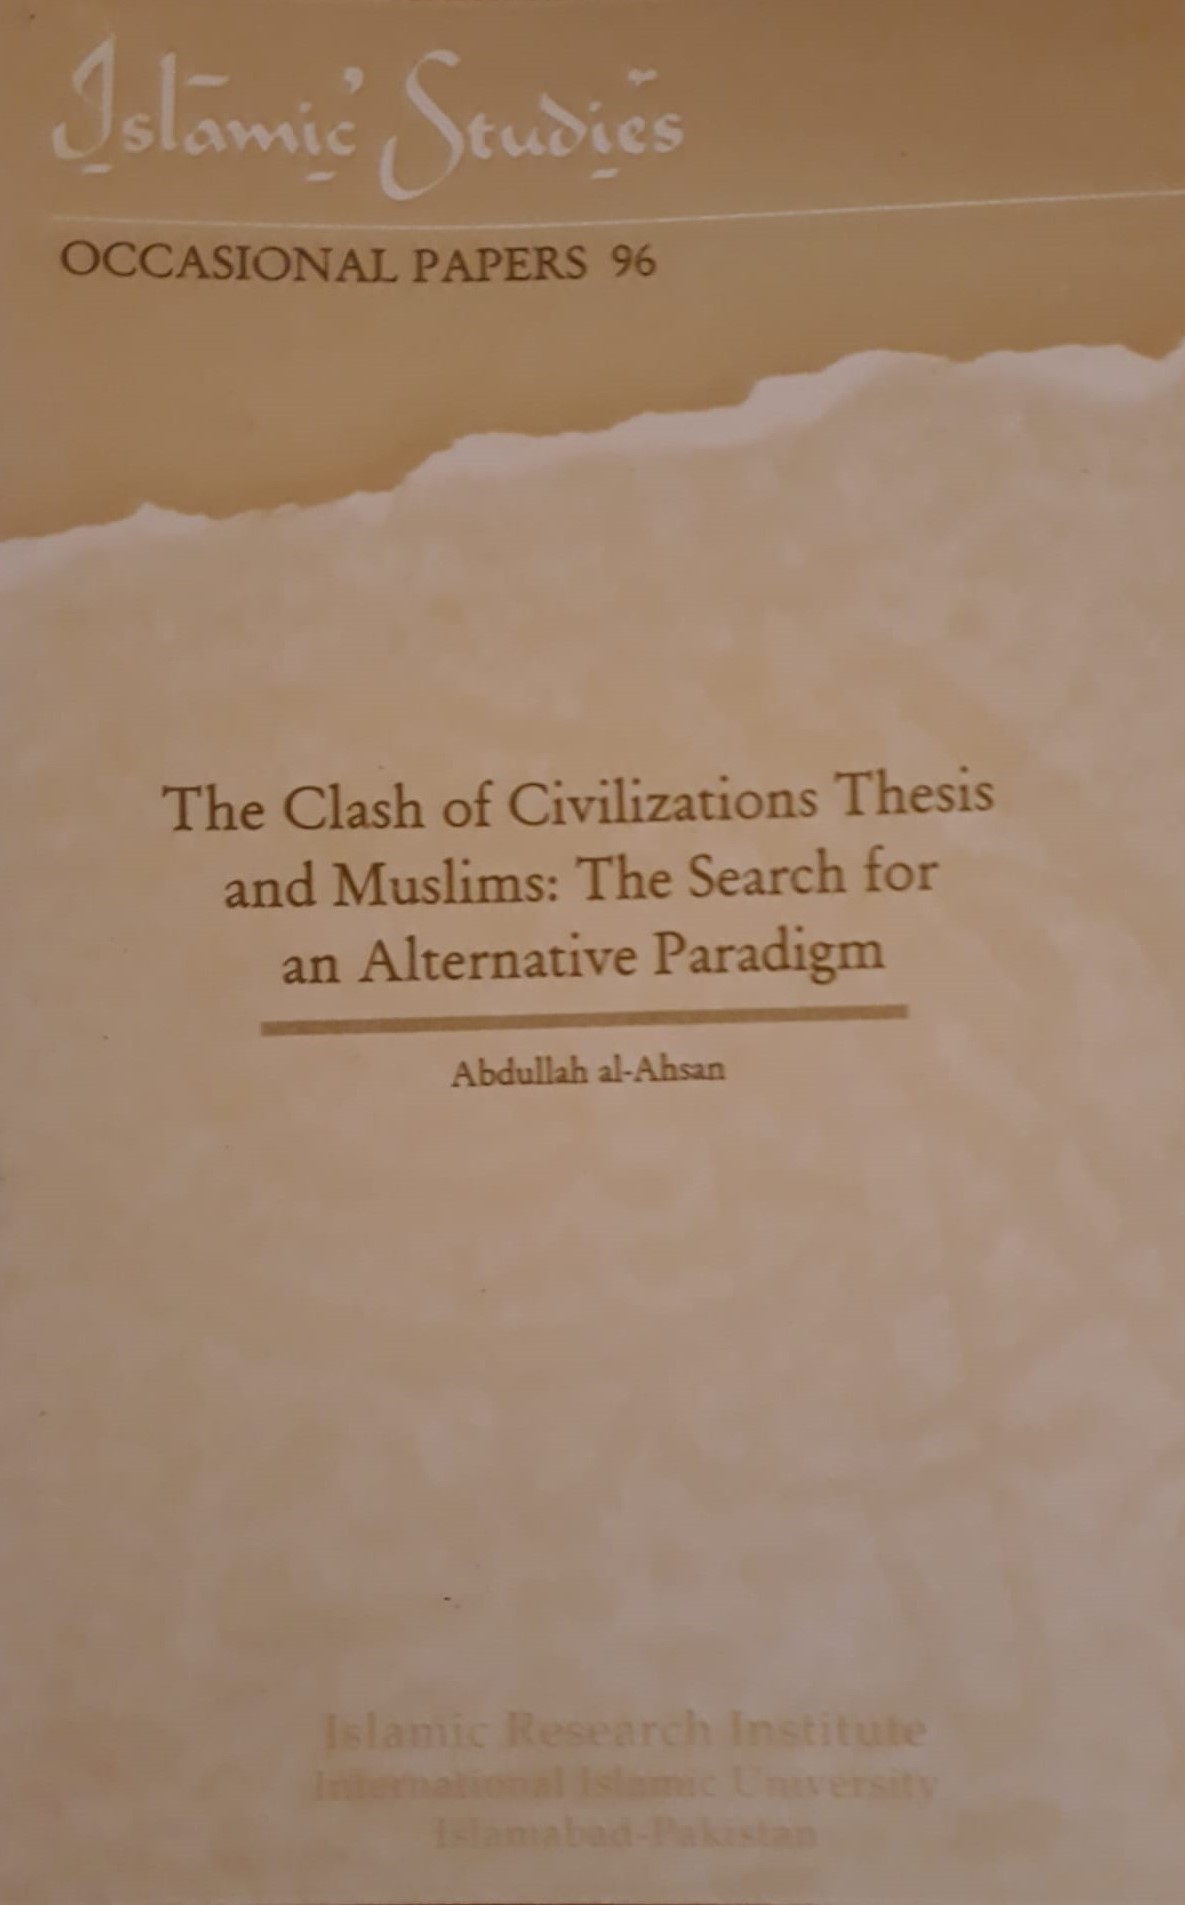 Islamic Studies
OCCASIONAL PAPERS 96
The Clash of Civilizations Thesis
and Muslims: The Search for
an Alternative Paradigm
Abdullah al-Ahsan
Islamic Research Institute
International Islamic University
Islamabad-Pakistan